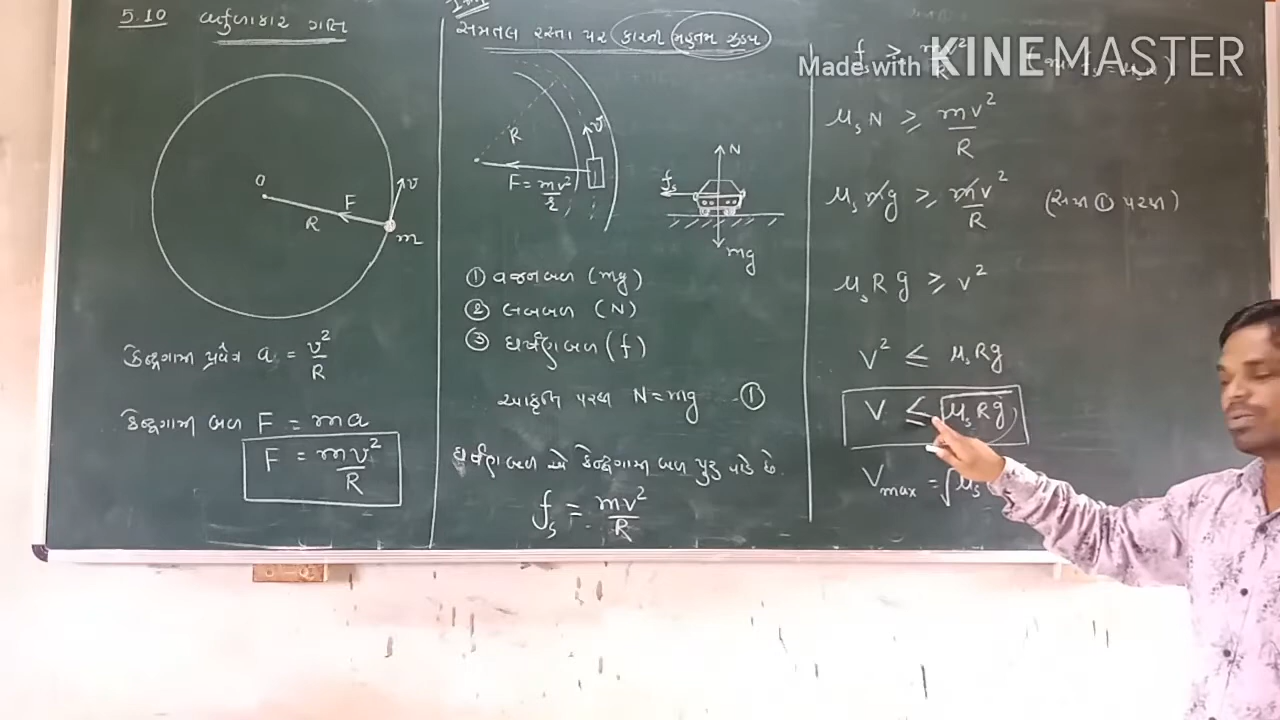 5.10 વર્તુળાકાર ગતિ
O
R
F
v
m
કેન્દ્રગામી પ્રવેગ a = v²/R
કેન્દ્રગામી બળ F = ma
F = mv²/R
સમતલ રસ્તા પર કારની મહત્તમ ઝડપ
R
v
F = mv²/
N
fs
mg
① વજનબળ (mg)
② લંબબળ (N)
③ ઘર્ષણબળ (f)
આકૃતિ પરથી N = mg - ①
ઘર્ષણ બળ એ કેન્દ્રગામી બળ પુરુ પાડે છે.
fs = mv²/R
Made with KINEMASTER
μs N ≥ mv²/R
μs mg ≥ mv²/R (સમી ① પરથી)
μs R g ≥ v²
v² ≤ μs Rg
v ≤ √μs Rg
Vmax = √μs